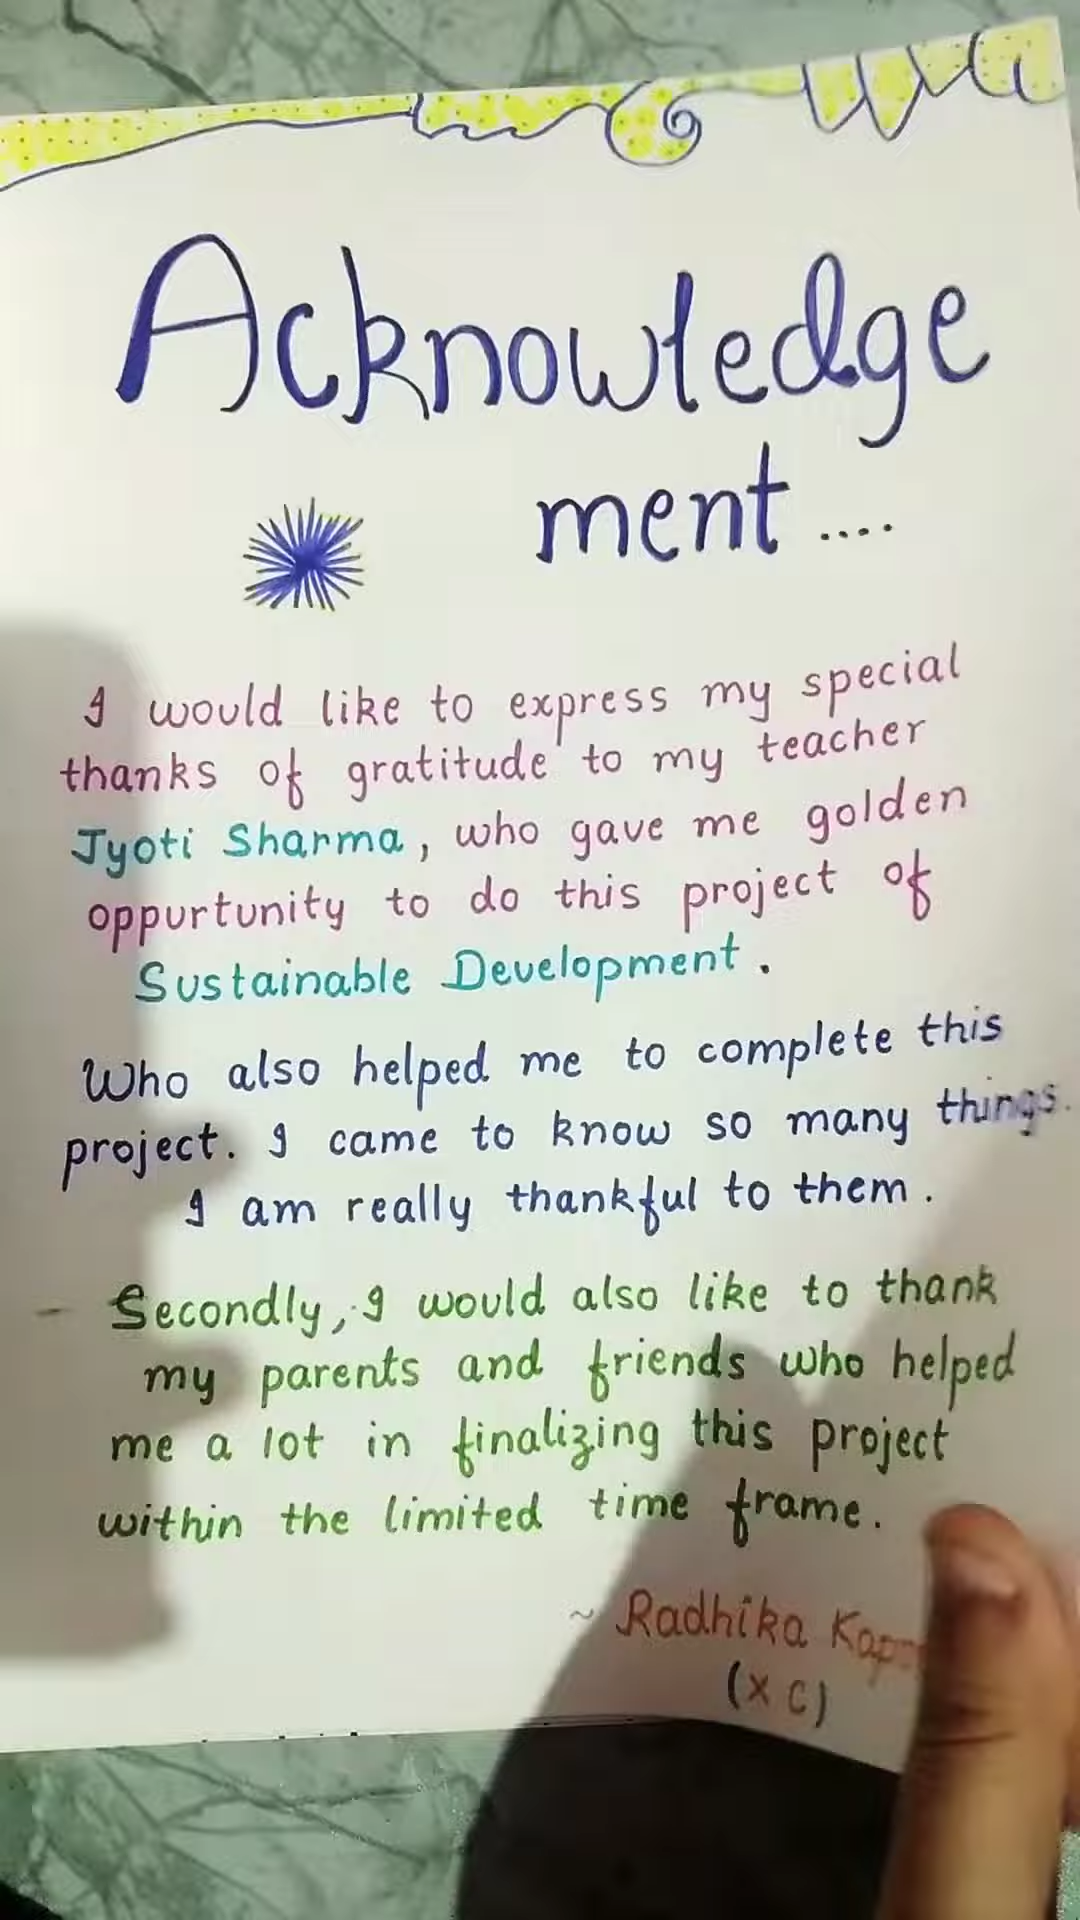 Acknowledge
ment ....
I would like to express my special
thanks of gratitude to my teacher
Jyoti Sharma, who gave me golden
oppurtunity to do this project of
Sustainable Development.
Who also helped me to complete this
project. I came to know so many things.
I am really thankful to them.
Secondly, I would also like to thank
my parents and friends who helped
me a lot in finalizing this project
within the limited time frame.
~ Radhika
(X C)